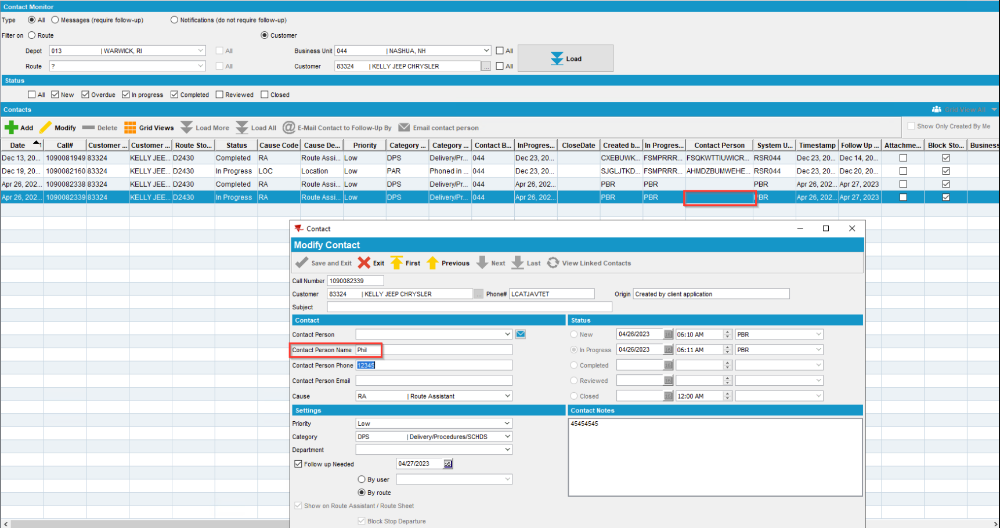 Contact Monitor
Type All Messages (require follow-up) Notifications (do not require follow-up)
Filter on Route Customer
Depot 013 | WARWICK, RI All Business Unit 044 | NASHUA, NH All
Load
Route ? All Customer 83324 | KELLY JEEP CHRYSLER ... All
Status
All New Overdue In progress Completed Reviewed Closed
Contacts Grid View All
Add Modify Delete Grid Views Load More Load All E-Mail Contact to Follow-Up By Email contact person Show Only Created By Me
Date 1 Call# Customer ... Customer ... Route Sto... Status Cause Code Cause De... Priority Category ... Category ... Contact B... InProgres... CloseDate Created b... In Progres... Contact Person System U... Timestamp Follow Up ... Attachme... Block Sto... Business
Dec 13, 20... 1090081949 83324 KELLY JEE... D2430 Completed RA Route Assi... Low DPS Delivery/Pr... 044 Dec 23, 20... CXEBUWK... FSMPRRR... FSQKWTTIUWICR... RSR044 Dec 23, 20... Dec 14, 20...
Dec 19, 20... 1090082160 83324 KELLY JEE... D2430 In Progress LOC Location Low PAR Phoned in ... 044 Dec 23, 20... SJGLJTKD... FSMPRRR... AHMDZBUMWEHE... RSR044 Dec 23, 20... Dec 20, 20...
Apr 26, 202... 1090082338 83324 KELLY JEE... D2430 Completed RA Route Assi... Low DPS Delivery/Pr... 044 Apr 26, 202... PBR PBR PBR Apr 26, 202... Apr 27, 2023
Apr 26, 202... 1090082339 83324 KELLY JEE... D2430 In Progress RA Route Assi... Low DPS Delivery/Pr... 044 Apr 26, 202... PBR PBR PBR Apr 26, 202... Apr 27, 2023
Contact
Modify Contact
Save and Exit Exit First Previous Next Last View Linked Contacts
Call Number 1090082339
Customer 83324 | KELLY JEEP CHRYSLER ... Phone# LCATJAVTET Origin Created by client application
Subject
Contact Status
Contact Person New 04/26/2023 16 06:10 AM PBR
Contact Person Name Phil In Progress 04/26/2023 16 06:11 AM PBR
Contact Person Phone 12345 Completed 16
Contact Person Email Reviewed 16
Cause RA | Route Assistant Closed 16 12:00 AM
Settings Contact Notes
Priority Low 45454545
Category DPS | Delivery/Procedures/SCHDS
Department
Follow up Needed 04/27/2023 16
By user
By route
Show on Route Assistant / Route Sheet
Block Stop Departure